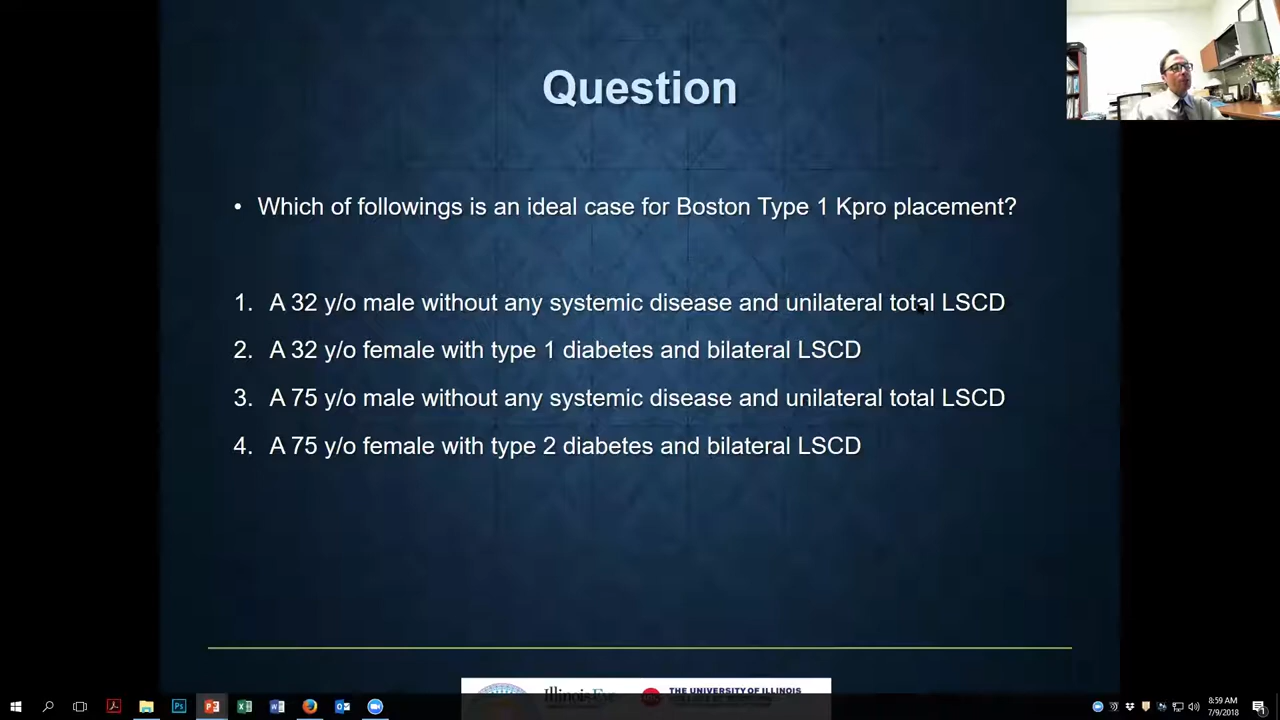 Question
• Which of followings is an ideal case for Boston Type 1 Kpro placement?
1. A 32 y/o male without any systemic disease and unilateral total LSCD
2. A 32 y/o female with type 1 diabetes and bilateral LSCD
3. A 75 y/o male without any systemic disease and unilateral total LSCD
4. A 75 y/o female with type 2 diabetes and bilateral LSCD
THE UNIVERSITY OF ILLINOIS
8:59 AM
7/9/2018